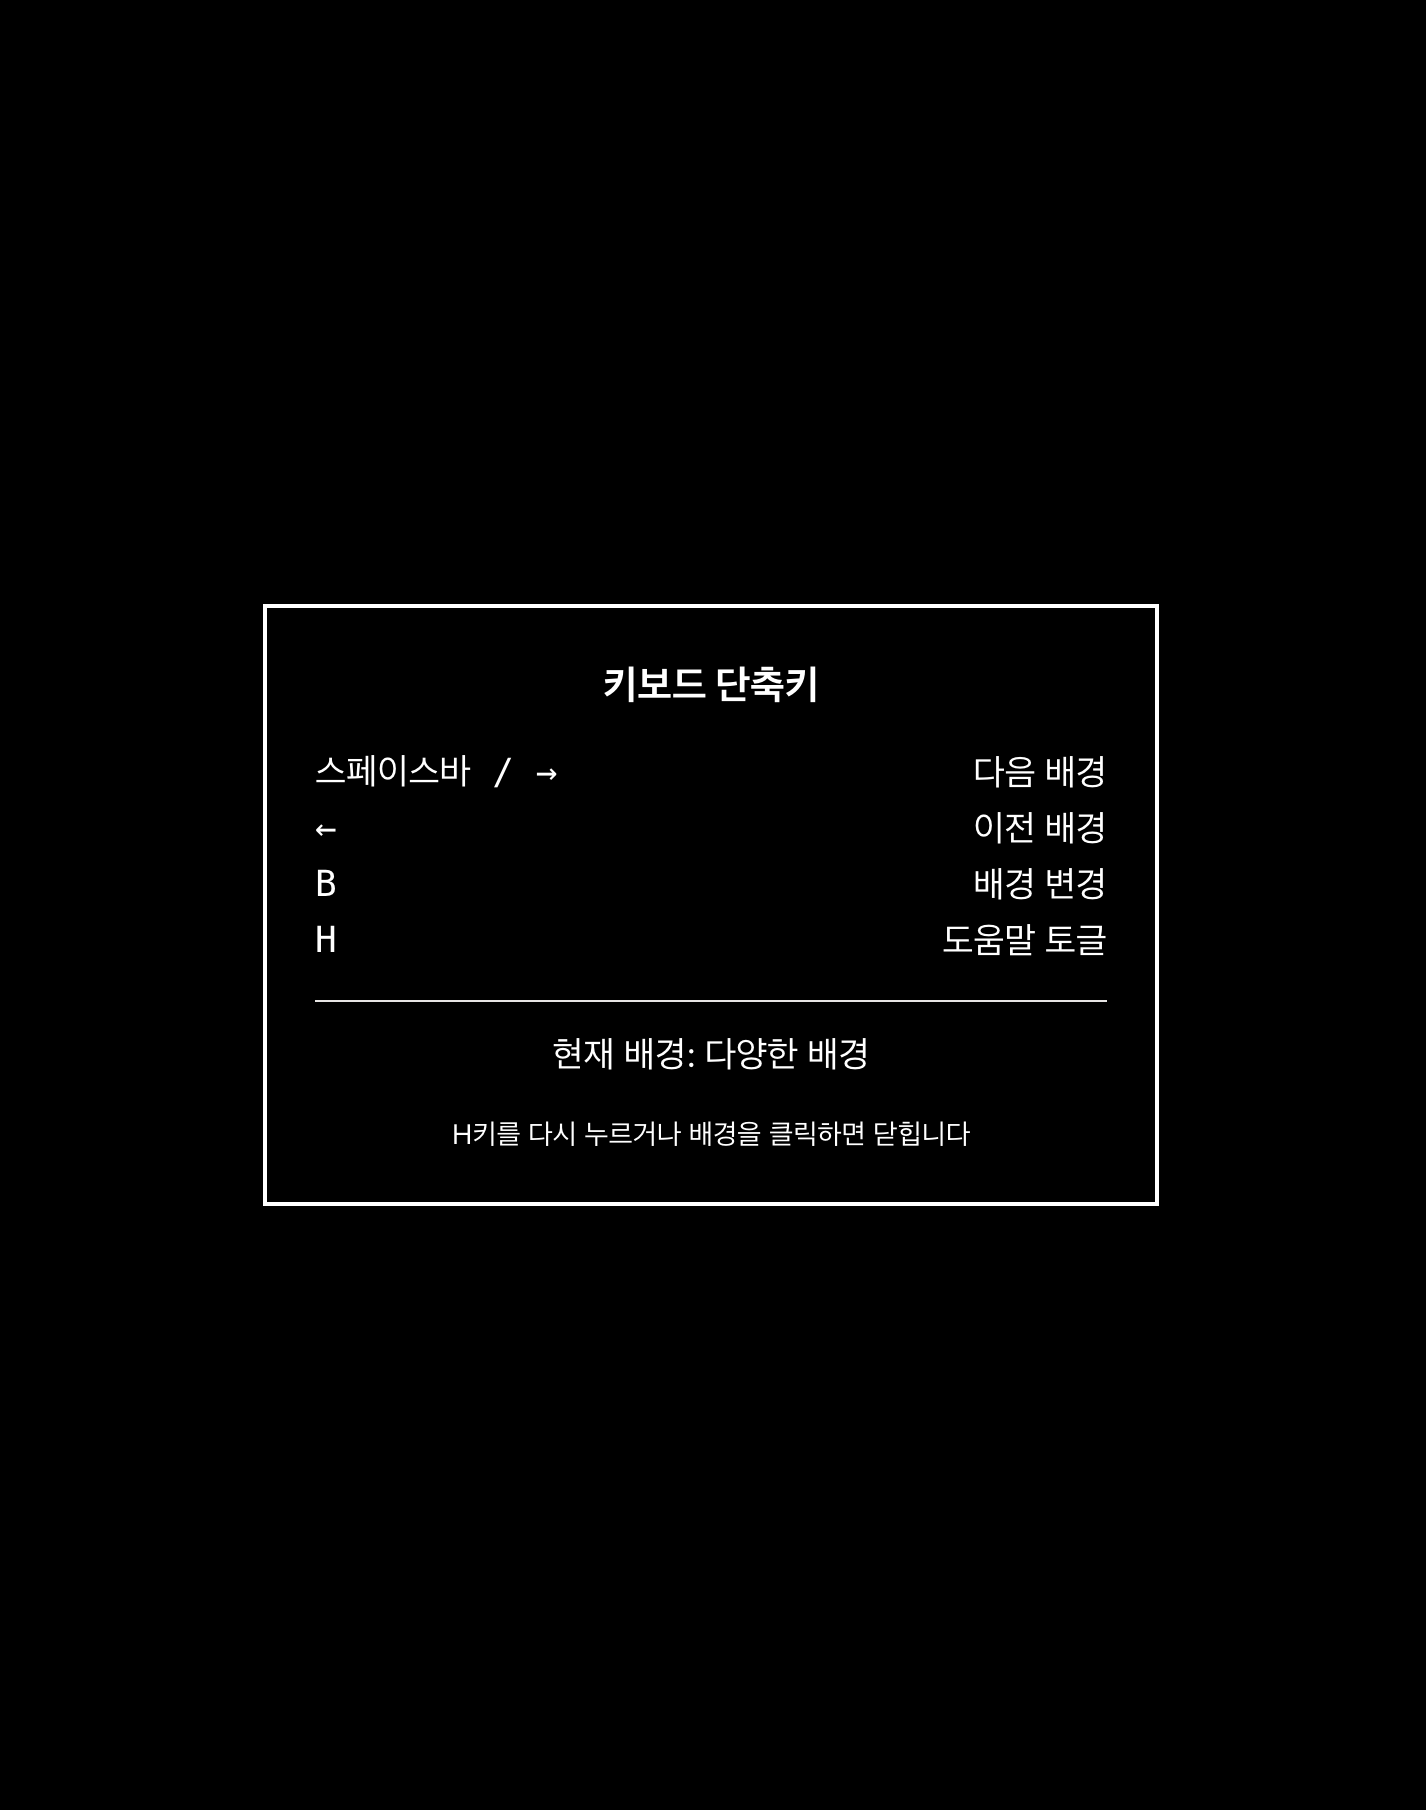 키보드 단축키
스페이스바 / → 다음 배경
← 이전 배경
B 배경 변경
H 도움말 토글
현재 배경: 다양한 배경
H키를 다시 누르거나 배경을 클릭하면 닫힙니다